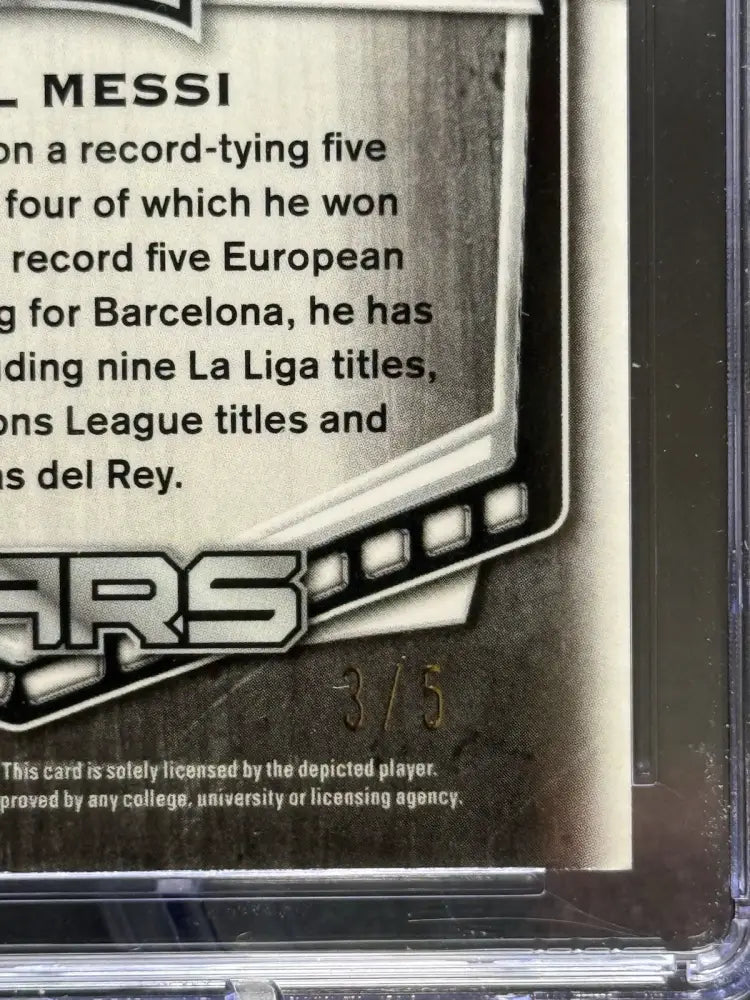 L MESSI
on a record-tying five
four of which he won
record five European
g for Barcelona, he has
ding nine La Liga titles,
ons League titles and
as del Rey.
ARS
3/5
This card is solely licensed by the depicted player.
proved by any college, university or licensing agency.